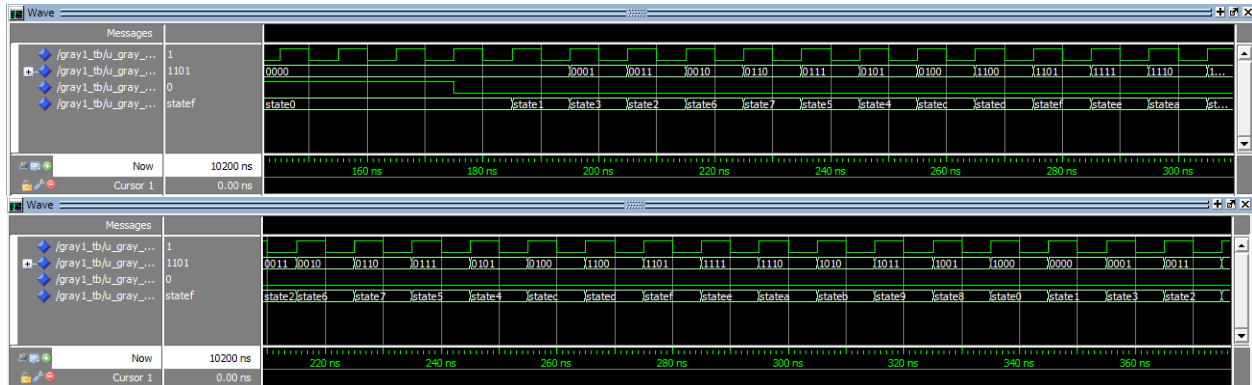 Wave
Messages
/gray1_tb/u_gray_... 1
/gray1_tb/u_gray_... 1101 0000 0001 0011 0010 0110 0111 0101 0100 1100 1101 1111 1110 1...
/gray1_tb/u_gray_... 0
/gray1_tb/u_gray_... statef state0 state1 state3 state2 state6 state7 state5 state4 statec stated statef statee statea st...
Now 10200 ns 160 ns 180 ns 200 ns 220 ns 240 ns 260 ns 280 ns 300 ns
Cursor 1 0.00 ns
Wave
Messages
/gray1_tb/u_gray_... 1
/gray1_tb/u_gray_... 1101 0011 0010 0110 0111 0101 0100 1100 1101 1111 1110 1010 1011 1001 1000 0000 0001 0011
/gray1_tb/u_gray_... 0
/gray1_tb/u_gray_... statef state2 state6 state7 state5 state4 statec stated statef statee statea stateb state9 state8 state0 state1 state3 state2
Now 10200 ns 220 ns 240 ns 260 ns 280 ns 300 ns 320 ns 340 ns 360 ns
Cursor 1 0.00 ns